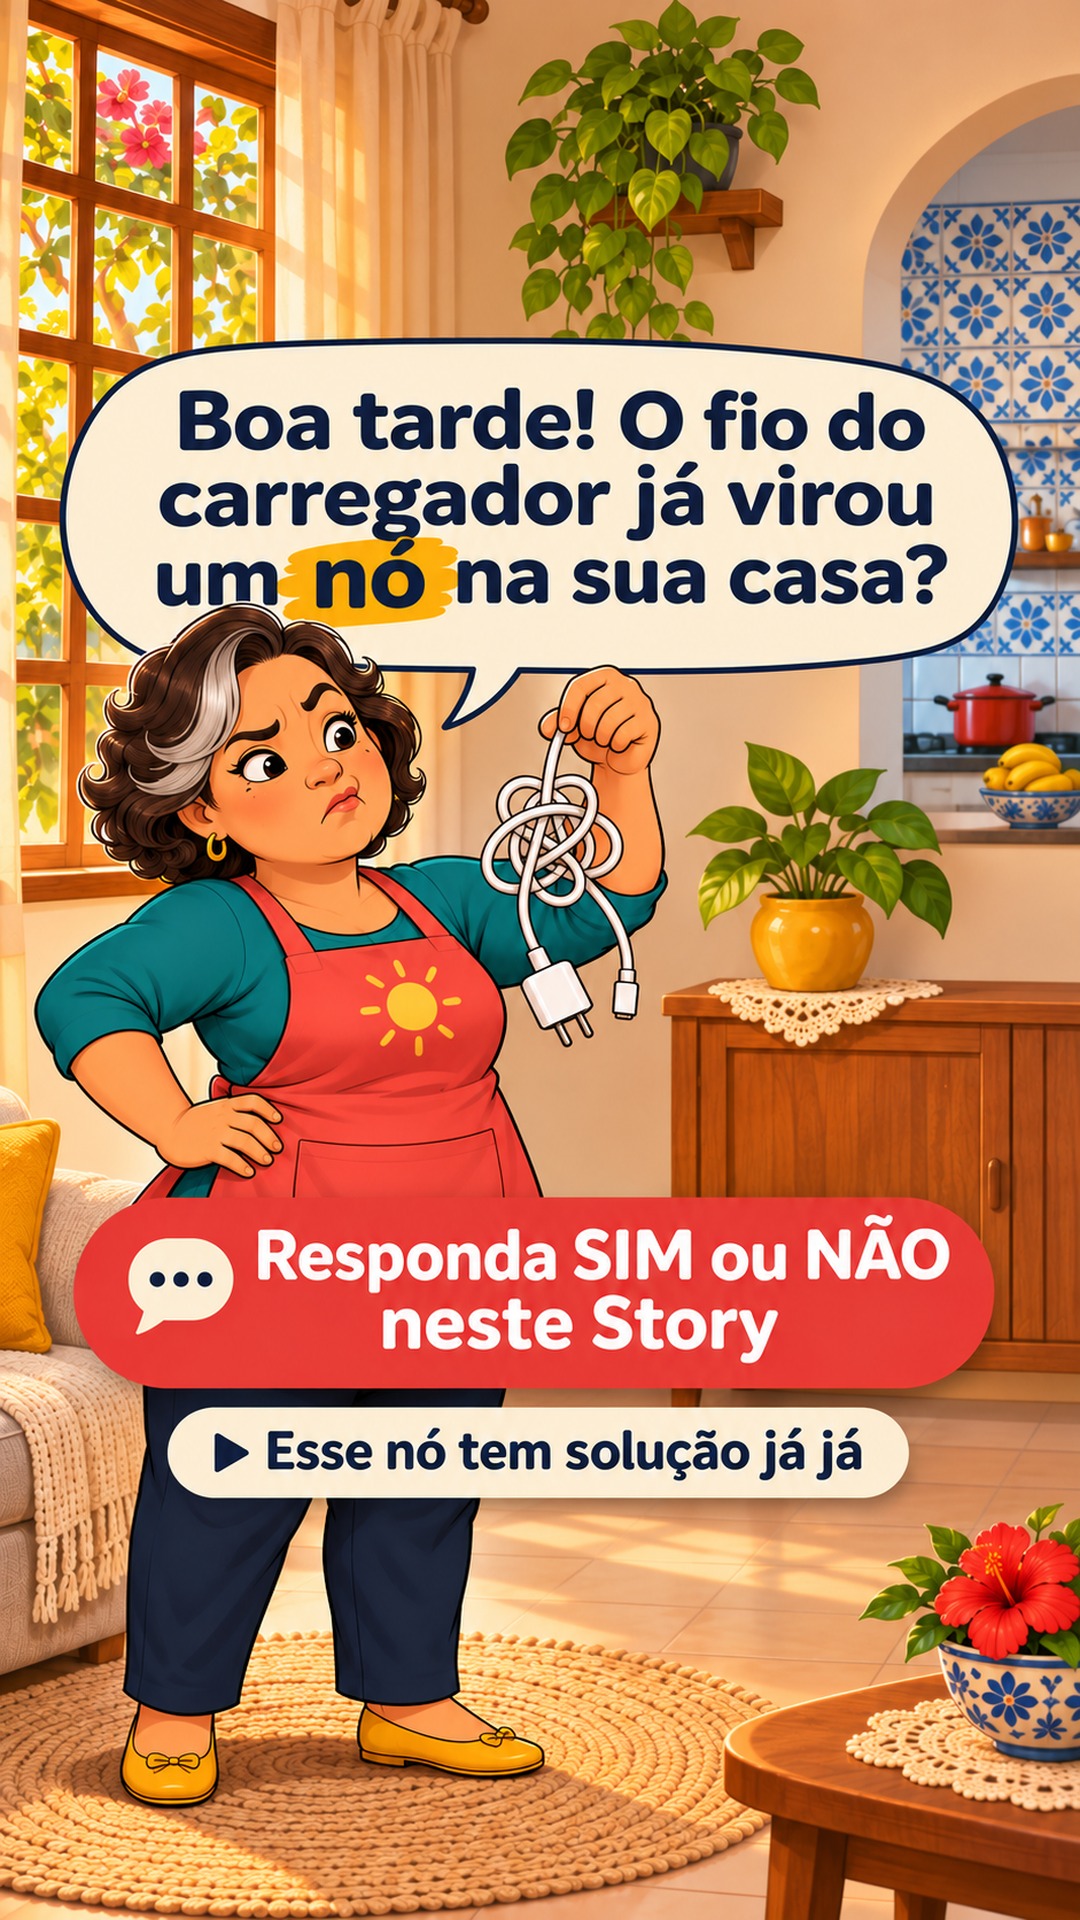 Boa tarde! O fio do
carregador já virou
um nó na sua casa?
Responda SIM ou NÃO
neste Story
Esse nó tem solução já já